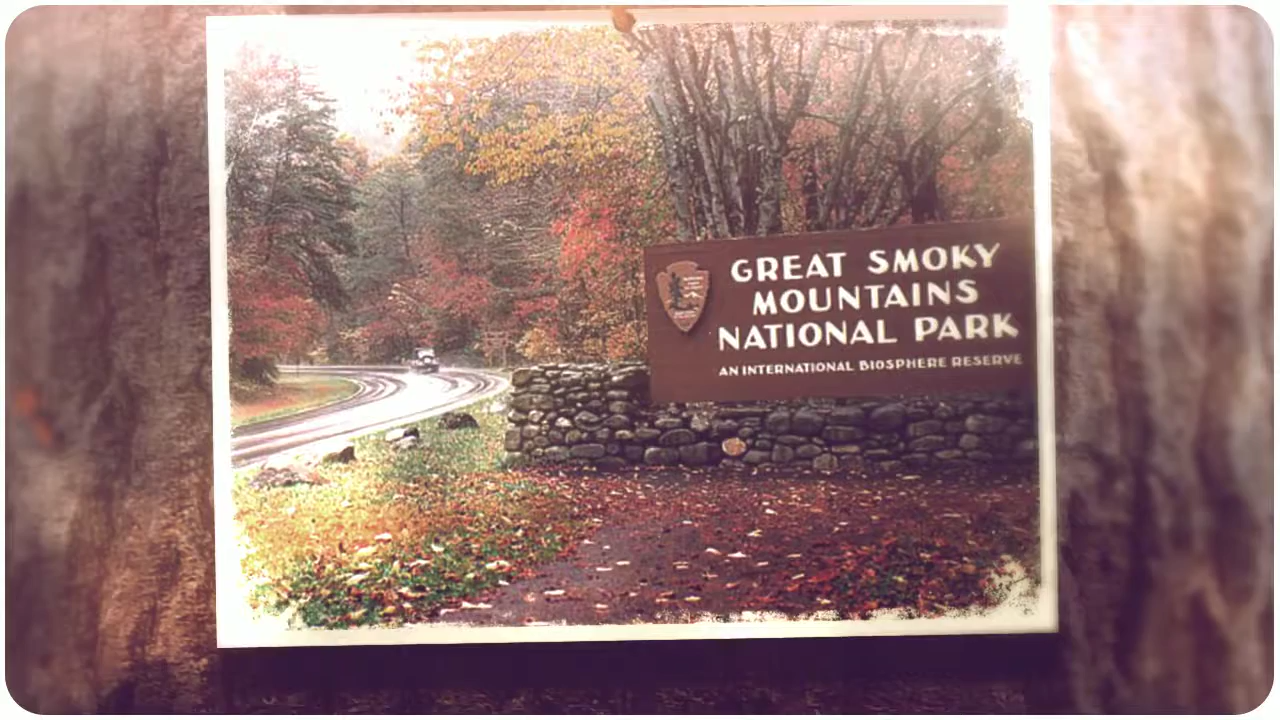 GREAT SMOKY
MOUNTAINS
NATIONAL PARK
AN INTERNATIONAL BIOSPHERE RESERVE